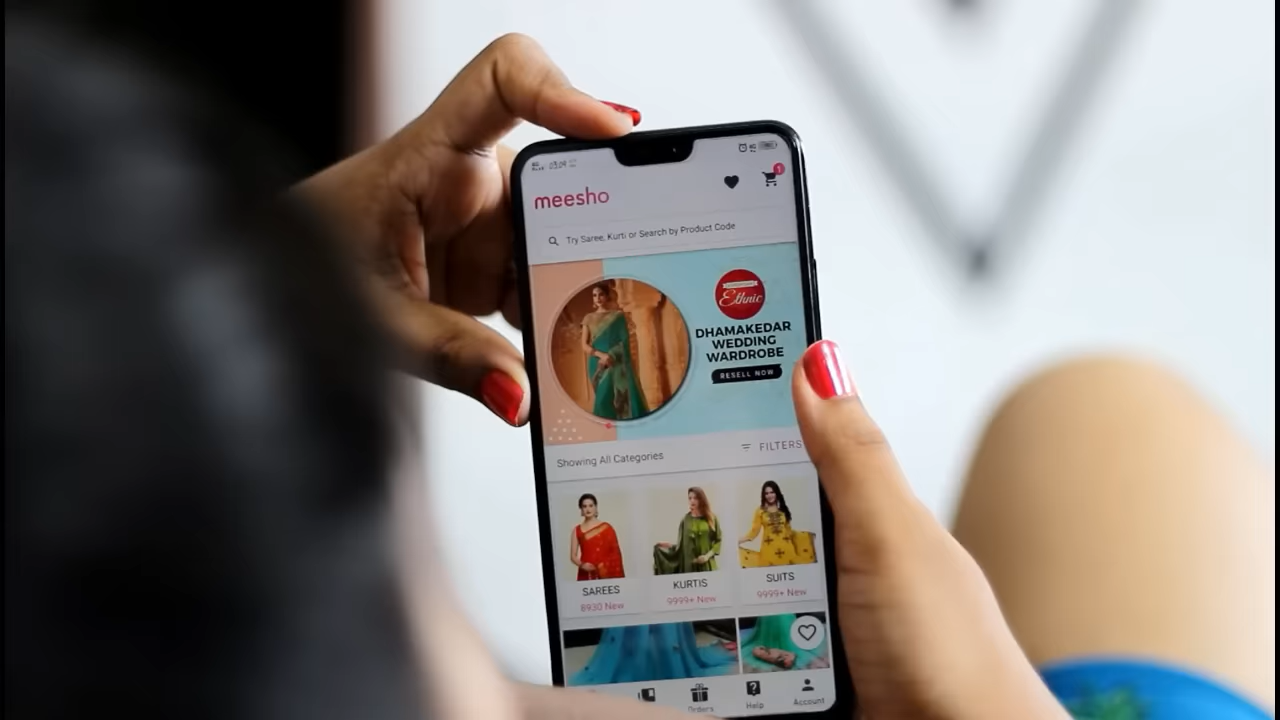 meesho
1
Try Saree, Kurti or Search by Product Code
Ethnic
DHAMAKEDAR
WEDDING
WARDROBE
RESELL NOW
Showing All Categories
FILTERS
SAREES
KURTIS
SUITS
8930 New
9999+ New
9999+ New
Orders
Help
Account